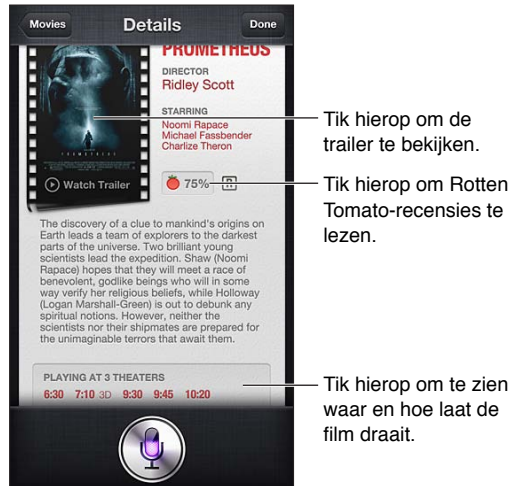 Movies
Details
Done
PROMETHEUS
DIRECTOR
Ridley Scott
STARRING
Noomi Rapace
Michael Fassbender
Charlize Theron
PROMETHEUS
Watch Trailer
75%
R
The discovery of a clue to mankind's origins on
Earth leads a team of explorers to the darkest
parts of the universe. Two brilliant young
scientists lead the expedition. Shaw (Noomi
Rapace) hopes that they will meet a race of
benevolent, godlike beings who will in some
way verify her religious beliefs, while Holloway
(Logan Marshall-Green) is out to debunk any
spiritual notions. However, neither the
scientists nor their shipmates are prepared for
the unimaginable terrors that await them.
PLAYING AT 3 THEATERS
6:30 7:10 3D 9:30 9:45 10:20
Tik hierop om de
trailer te bekijken.
Tik hierop om Rotten
Tomato-recensies te
lezen.
Tik hierop om te zien
waar en hoe laat de
film draait.